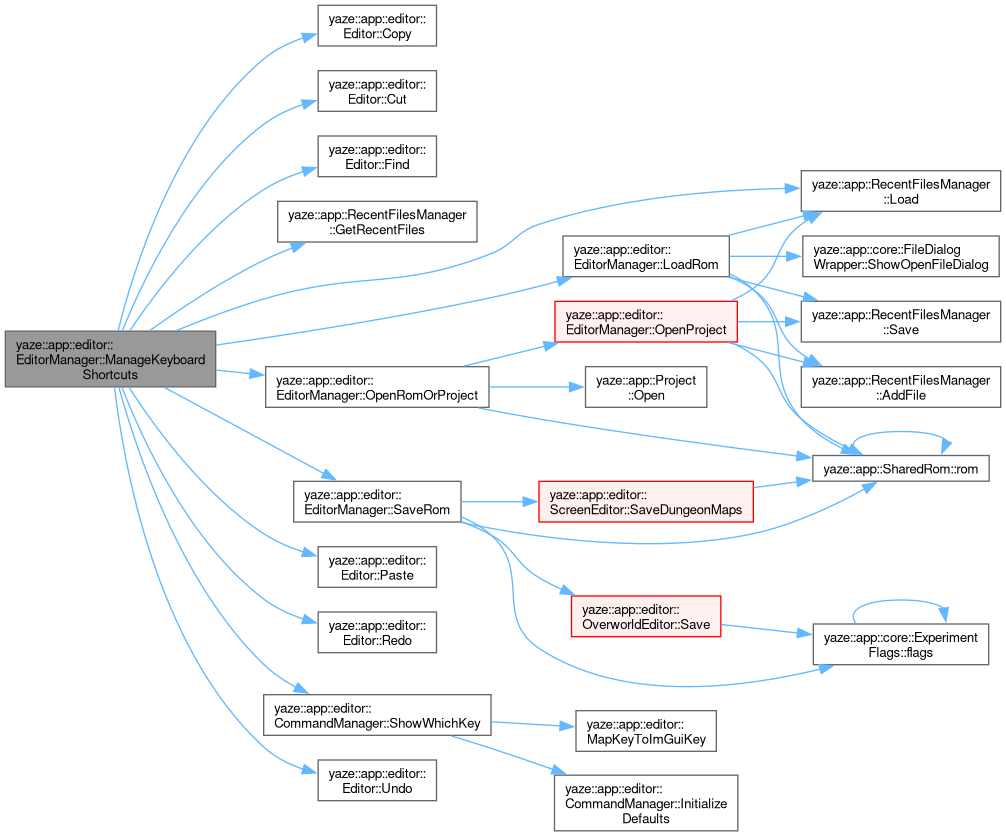 yaze::app::editor::
EditorManager::ManageKeyboard
Shortcuts
yaze::app::editor::
Editor::Copy
yaze::app::editor::
Editor::Cut
yaze::app::editor::
Editor::Find
yaze::app::RecentFilesManager
::GetRecentFiles
yaze::app::editor::
EditorManager::LoadRom
yaze::app::editor::
EditorManager::OpenProject
yaze::app::editor::
EditorManager::OpenRomOrProject
yaze::app::Project
::Open
yaze::app::editor::
EditorManager::SaveRom
yaze::app::editor::
ScreenEditor::SaveDungeonMaps
yaze::app::editor::
OverworldEditor::Save
yaze::app::editor::
Editor::Paste
yaze::app::editor::
Editor::Redo
yaze::app::editor::
CommandManager::ShowWhichKey
yaze::app::editor::
MapKeyToImGuiKey
yaze::app::editor::
CommandManager::Initialize
Defaults
yaze::app::editor::
Editor::Undo
yaze::app::RecentFilesManager
::Load
yaze::app::core::FileDialog
Wrapper::ShowOpenFileDialog
yaze::app::RecentFilesManager
::Save
yaze::app::RecentFilesManager
::AddFile
yaze::app::SharedRom::rom
yaze::app::core::Experiment
Flags::flags